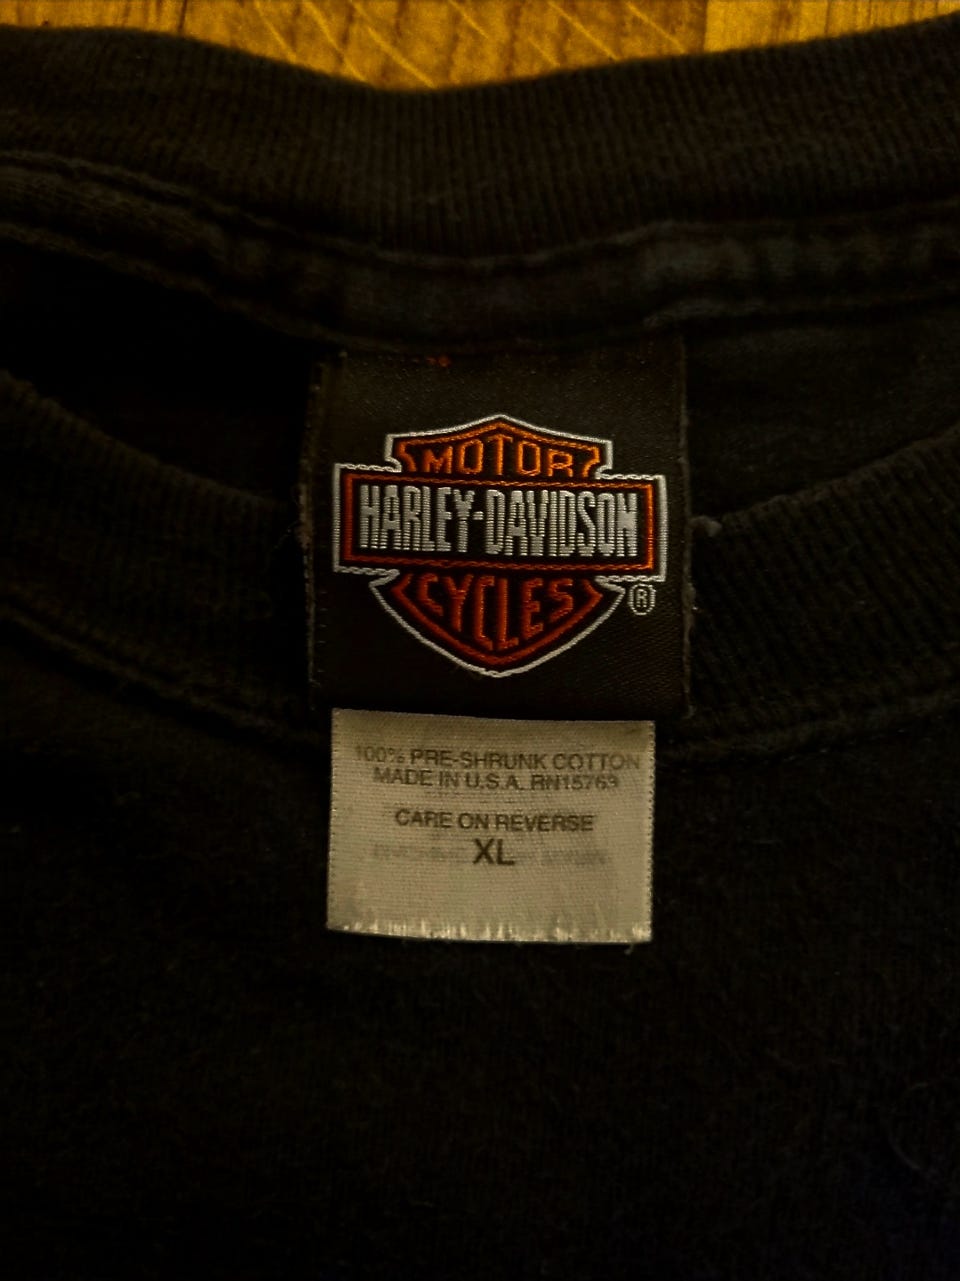 MOTOR
HARLEY-DAVIDSON
CYCLES
®
100% PRE-SHRUNK COTTON
MADE IN U.S.A. RN15763
CARE ON REVERSE
XL